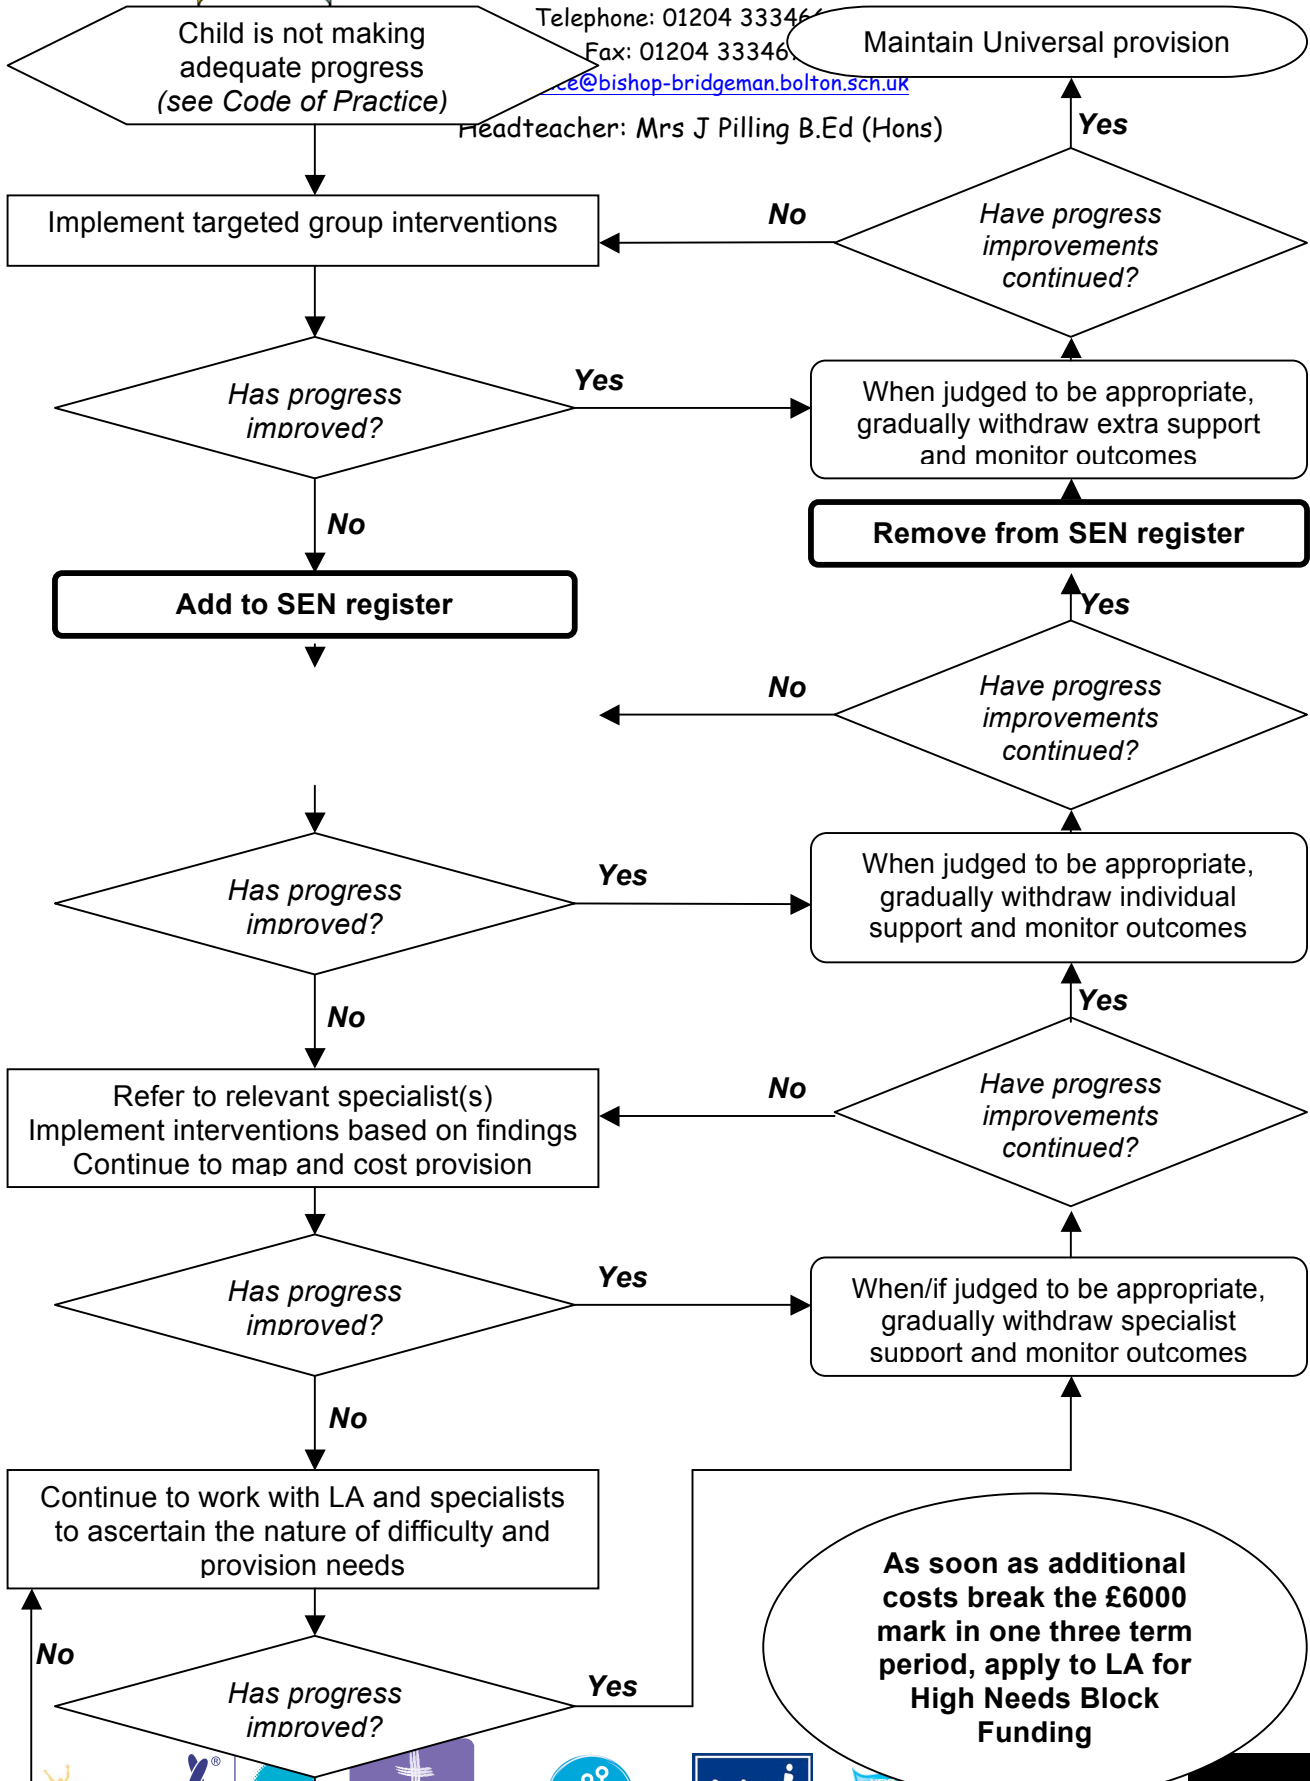 Telephone: 01204 33346
Fax: 01204 33346
ce@bishop-bridgeman.bolton.sch.uk
Headteacher: Mrs J Pilling B.Ed (Hons)
Child is not making
adequate progress
(see Code of Practice)
Maintain Universal provision
Yes
Implement targeted group interventions
No
Have progress
improvements
continued?
Has progress
improved?
Yes
When judged to be appropriate,
gradually withdraw extra support
and monitor outcomes
No
Remove from SEN register
Add to SEN register
Yes
No
Have progress
improvements
continued?
Has progress
improved?
Yes
When judged to be appropriate,
gradually withdraw individual
support and monitor outcomes
No
Yes
Refer to relevant specialist(s)
Implement interventions based on findings
Continue to map and cost provision
No
Have progress
improvements
continued?
Has progress
improved?
Yes
When/if judged to be appropriate,
gradually withdraw specialist
support and monitor outcomes
No
Continue to work with LA and specialists
to ascertain the nature of difficulty and
provision needs
As soon as additional
costs break the £6000
mark in one three term
period, apply to LA for
High Needs Block
Funding
No
Has progress
improved?
Yes